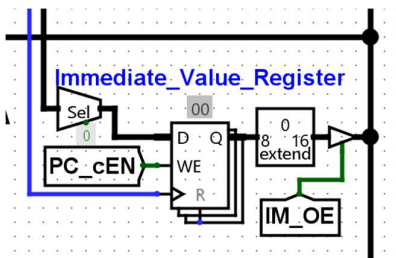 Immediate_Value_Register
Sel
0
00
D Q
WE
R
PC_cEN
0
8 16
extend
IM_OE